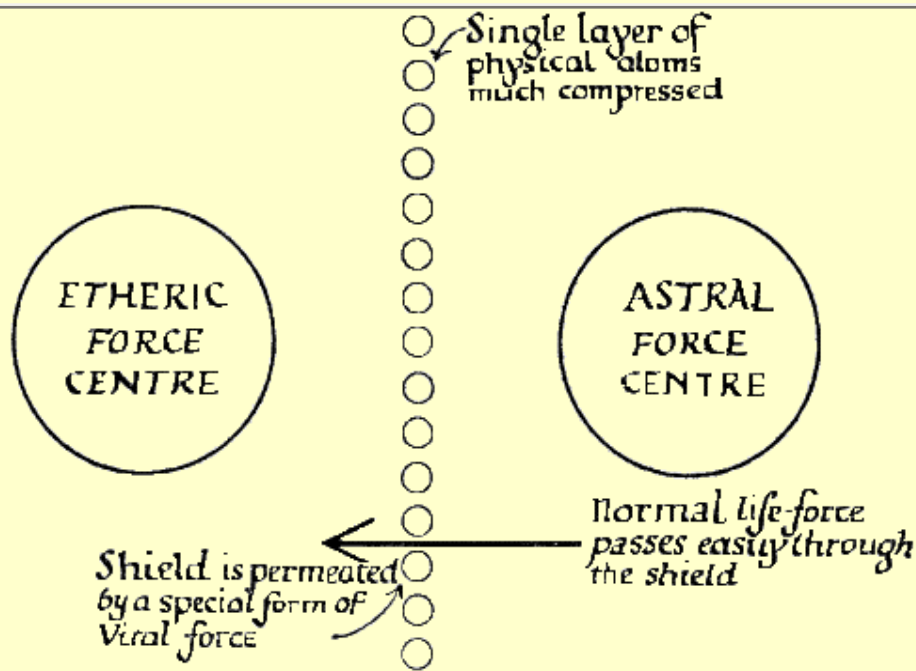 Single layer of
physical atoms
much compressed
ETHERIC
FORCE
CENTRE
ASTRAL
FORCE
CENTRE
Normal life-force
passes easily through
the shield
Shield is permeated
by a special form of
Vital force